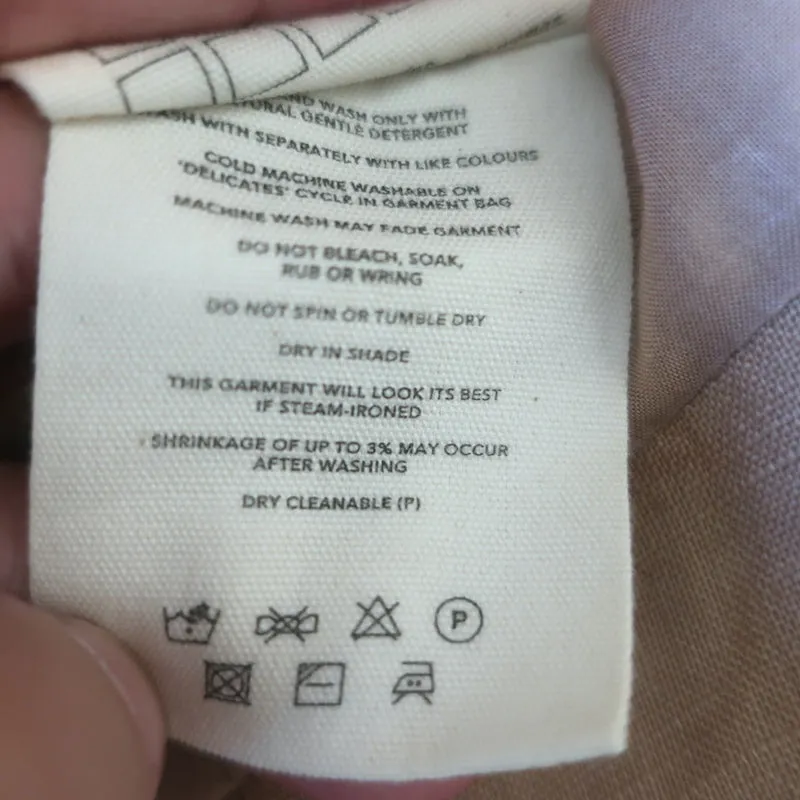 AND WASH ONLY WITH
URAL GENTLE DETERGENT
ASH WITH SEPARATELY WITH LIKE COLOURS
COLD MACHINE WASHABLE ON
'DELICATES' CYCLE IN GARMENT BAG
MACHINE WASH MAY FADE GARMENT
DO NOT BLEACH, SOAK,
RUB OR WRING
DO NOT SPIN OR TUMBLE DRY
DRY IN SHADE
THIS GARMENT WILL LOOK ITS BEST
IF STEAM-IRONED
SHRINKAGE OF UP TO 3% MAY OCCUR
AFTER WASHING
DRY CLEANABLE (P)
P